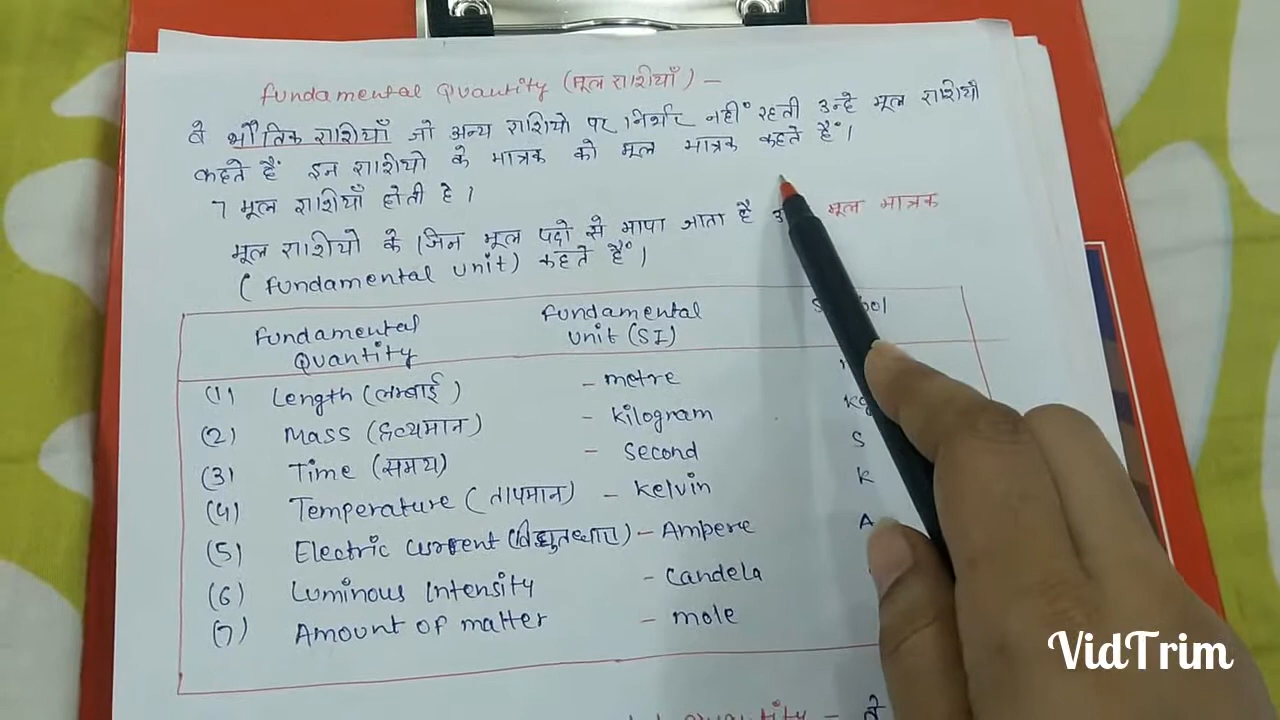 Fundamental Quantity (मूल राशियाँ) –
वे भौतिक राशियाँ जो अन्य राशियो पर निर्भर नहीं रहती उन्हे मूल राशियाँ
कहते हैं इन राशियो के मात्रक को मूल मात्रक कहते हैं।
7 मूल राशियाँ होती है।
मूल राशियो के जिन मूल पदो से मापा जाता है मूल मात्रक
(fundamental unit) कहते हैं।
Fundamental Quantity fundamental Unit (SI)
(1) Length (लम्बाई) – metre
(2) Mass (द्रव्यमान) – kilogram kg
(3) Time (समय) – second S
(4) Temperature (तापमान) – Kelvin K
(5) Electric Current (विद्युतधारा) – Ampere A
(6) Luminous Intensity – Candela
(7) Amount of matter – mole
– वे
VidTrim